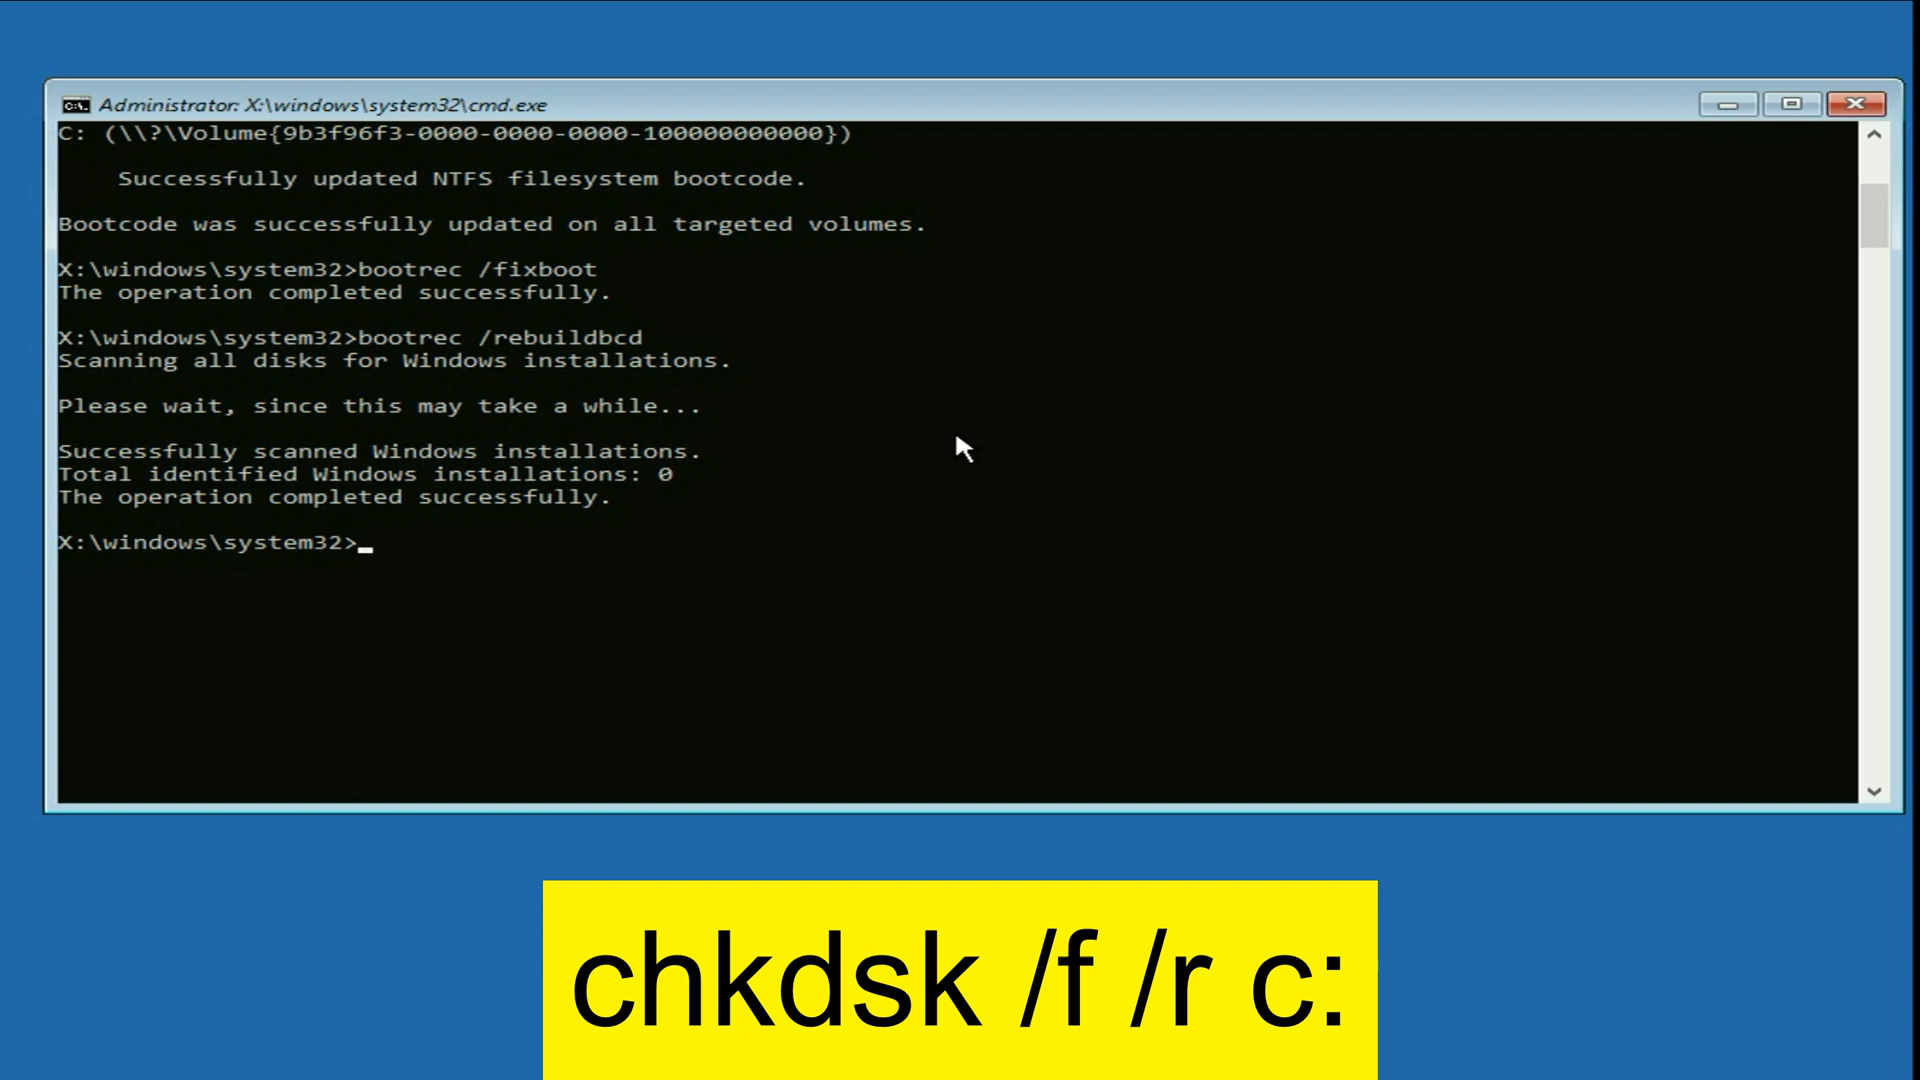 Administrator: X:\windows\system32\cmd.exe
C: (\\?\Volume{9b3f96f3-0000-0000-0000-100000000000})
Successfully updated NTFS filesystem bootcode.
Bootcode was successfully updated on all targeted volumes.
X:\windows\system32>bootrec /fixboot
The operation completed successfully.
X:\windows\system32>bootrec /rebuildbcd
Scanning all disks for Windows installations.
Please wait, since this may take a while...
Successfully scanned Windows installations.
Total identified Windows installations: 0
The operation completed successfully.
X:\windows\system32>
chkdsk /f /r c: